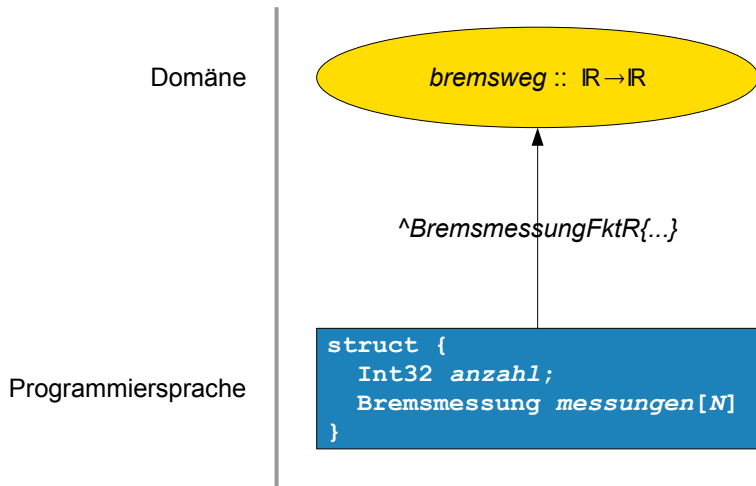 Domäne
bremsweg :: ℝ→ℝ
^BremsmessungFktR{...}
Programmiersprache
struct {
Int32 anzahl;
Bremsmessung messungen[N]
}